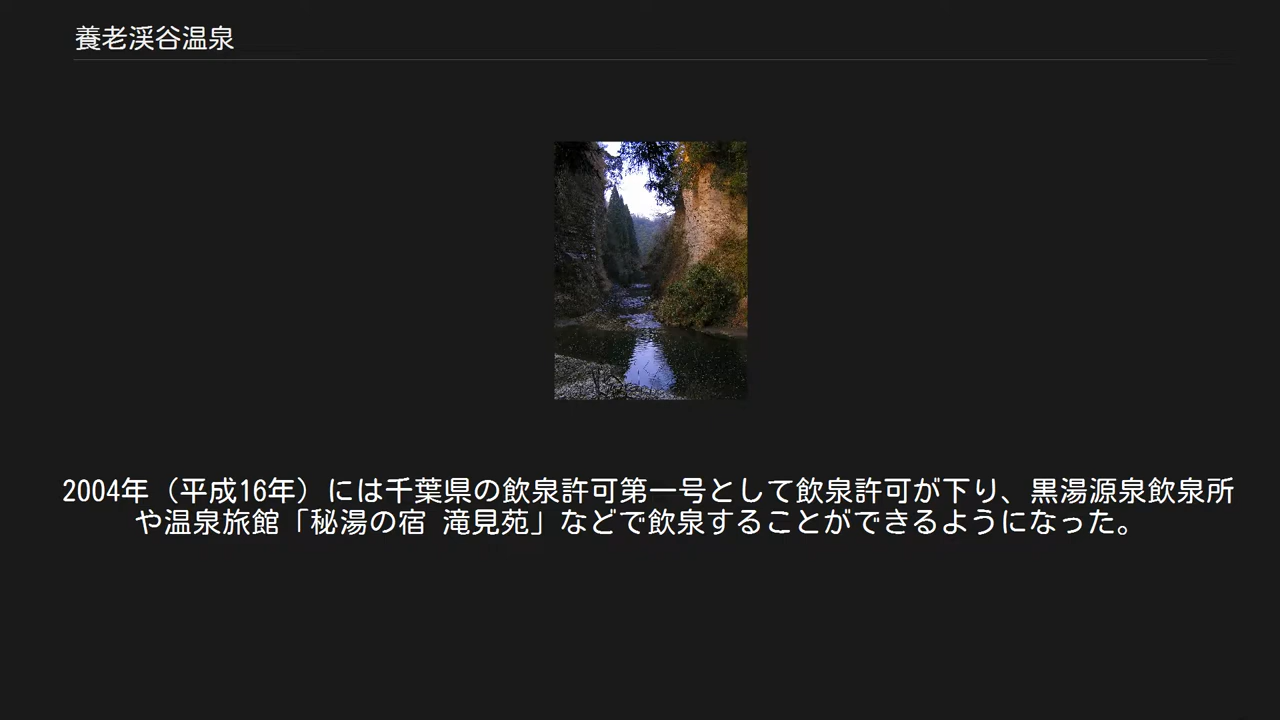 養老渓谷温泉
2004年（平成16年）には千葉県の飲泉許可第一号として飲泉許可が下り、黒湯源泉飲泉所
や温泉旅館「秘湯の宿 滝見苑」などで飲泉することができるようになった。